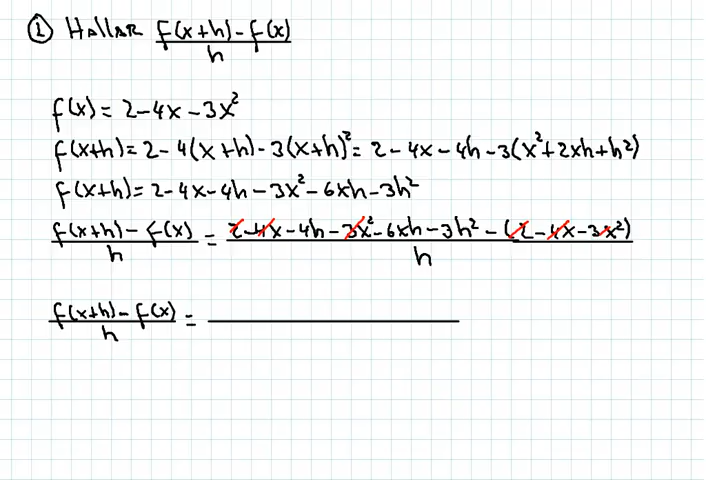 ① Hallar (f(x+h) - f(x))/h
f(x) = 2 - 4x - 3x²
f(x+h) = 2 - 4(x+h) - 3(x+h)² = 2 - 4x - 4h - 3(x² + 2xh + h²)
f(x+h) = 2 - 4x - 4h - 3x² - 6xh - 3h²
(f(x+h) - f(x))/h = (2 - 4x - 4h - 3x² - 6xh - 3h² - (2 - 4x - 3x²))/h
(f(x+h) - f(x))/h =